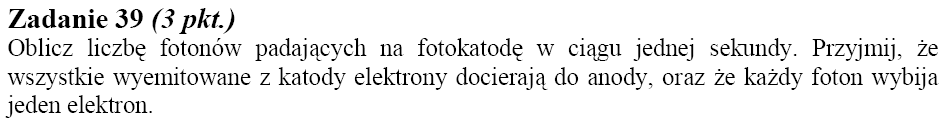 Zadanie 39 (3 pkt.)
Oblicz liczbę fotonów padających na fotokatodę w ciągu jednej sekundy. Przyjmij, że
wszystkie wyemitowane z katody elektrony docierają do anody, oraz że każdy foton wybija
jeden elektron.